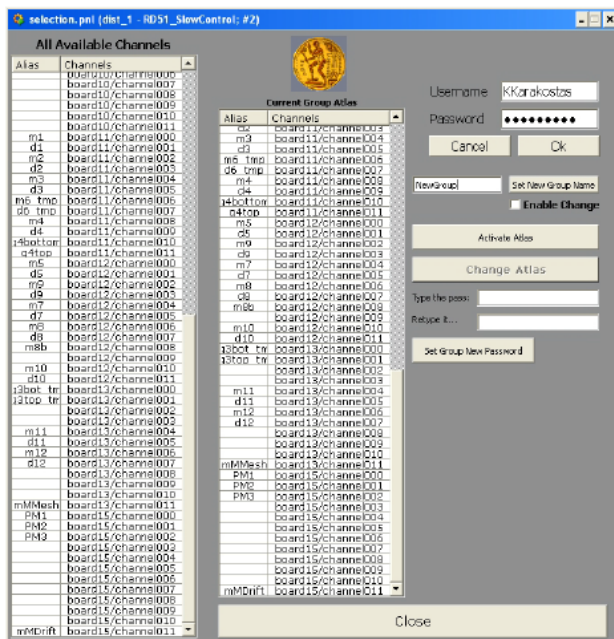 selection.pnl (dist_1 - RD51_SlowControl; #2)
All Available Channels
Alias Channels
board10/channel006
board10/channel007
board10/channel008
board10/channel009
board10/channel010
board10/channel011
m1 board11/channel000
d1 board11/channel001
m2 board11/channel002
d2 board11/channel003
m3 board11/channel004
d3 board11/channel005
m6_tmp board11/channel006
d6_tmp board11/channel007
m4 board11/channel008
d4 board11/channel009
q4bottom board11/channel010
q4top board11/channel011
m5 board12/channel000
d5 board12/channel001
m9 board12/channel002
d9 board12/channel003
m7 board12/channel004
d7 board12/channel005
m8 board12/channel006
d8 board12/channel007
m8b board12/channel008
board12/channel009
m10 board12/channel010
d10 board12/channel011
q3bot_tm board13/channel000
q3top_tm board13/channel001
board13/channel002
board13/channel003
m11 board13/channel004
d11 board13/channel005
m12 board13/channel006
d12 board13/channel007
board13/channel008
board13/channel009
board13/channel010
mMMesh board13/channel011
PM1 board15/channel000
PM2 board15/channel001
PM3 board15/channel002
board15/channel003
board15/channel004
board15/channel005
board15/channel006
board15/channel007
board15/channel008
board15/channel009
board15/channel010
mMDrift board15/channel011
Current Group Atlas
Alias Channels
d2 board11/channel003
m3 board11/channel004
d3 board11/channel005
m6_tmp board11/channel006
d6_tmp board11/channel007
m4 board11/channel008
d4 board11/channel009
q4bottom board11/channel010
q4top board11/channel011
m5 board12/channel000
d5 board12/channel001
m9 board12/channel002
d9 board12/channel003
m7 board12/channel004
d7 board12/channel005
m8 board12/channel006
d8 board12/channel007
m8b board12/channel008
board12/channel009
m10 board12/channel010
d10 board12/channel011
q3bot_tm board13/channel000
q3top_tm board13/channel001
board13/channel002
board13/channel003
m11 board13/channel004
d11 board13/channel005
m12 board13/channel006
d12 board13/channel007
board13/channel008
board13/channel009
board13/channel010
mMMesh board13/channel011
PM1 board15/channel000
PM2 board15/channel001
PM3 board15/channel002
board15/channel003
board15/channel004
board15/channel005
board15/channel006
board15/channel007
board15/channel008
board15/channel009
board15/channel010
mMDrift board15/channel011
Username KKarakostas
Password ●●●●●●●●●
Cancel Ok
NewGroup Set New Group Name
Enable Change
Activate Atlas
Change Atlas
Type the pass:
Retype it...
Set Group New Password
Close